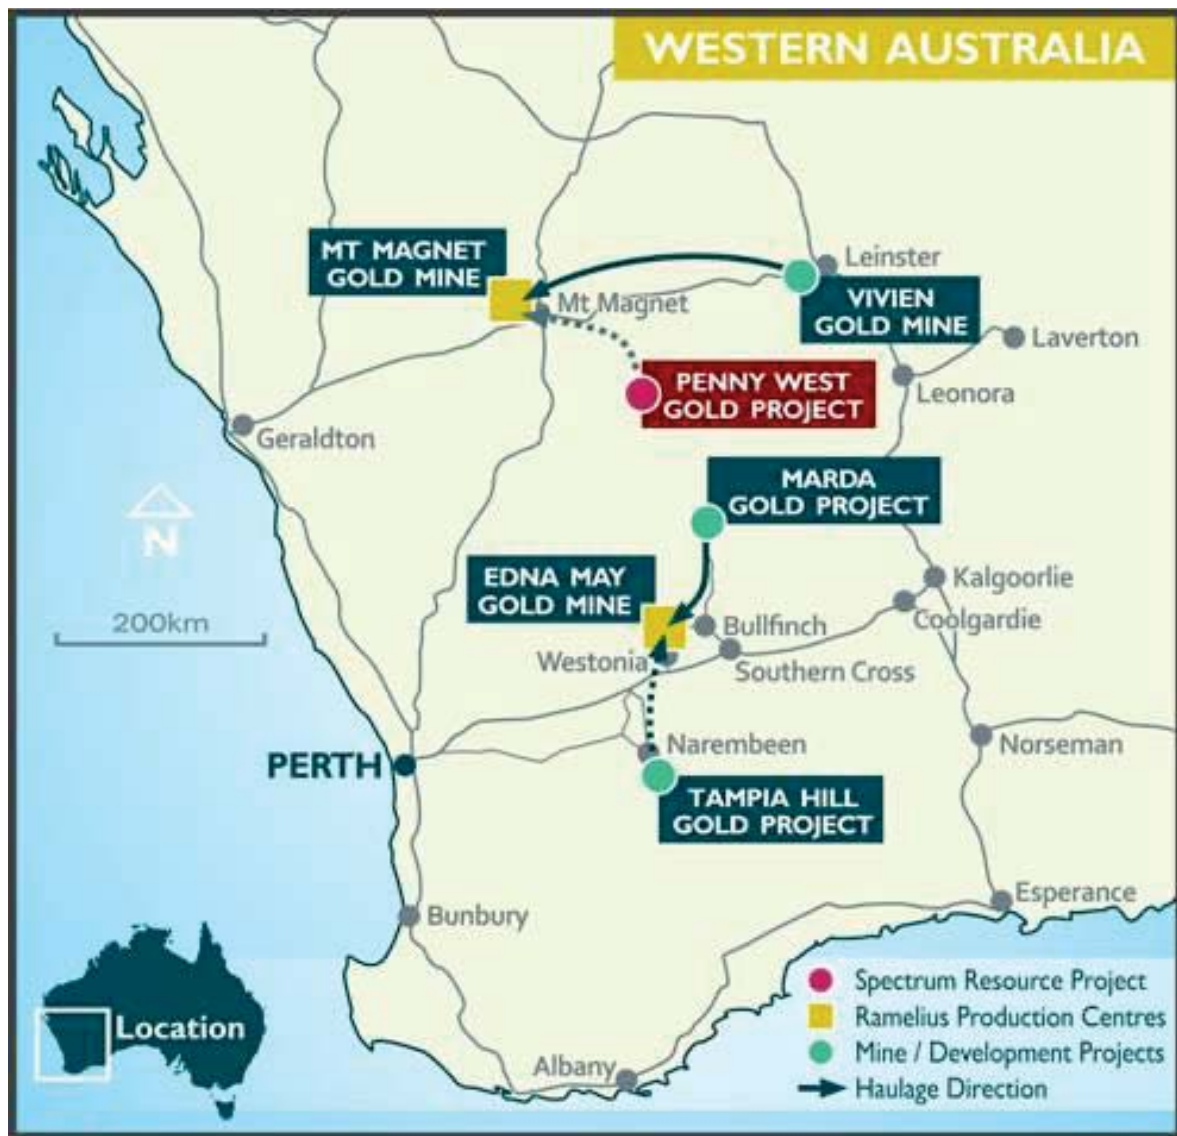 WESTERN AUSTRALIA
MT MAGNET
GOLD MINE
Leinster
Mt Magnet
VIVIEN
GOLD MINE
Laverton
PENNY WEST
GOLD PROJECT
Leonora
Geraldton
MARDA
GOLD PROJECT
N
EDNA MAY
GOLD MINE
Kalgoorlie
200km
Bullfinch
Coolgardie
Westonia
Southern Cross
Narembeen
Norseman
PERTH
TAMPIA HILL
GOLD PROJECT
Esperance
Bunbury
Location
Albany
Spectrum Resource Project
Ramelius Production Centres
Mine / Development Projects
Haulage Direction